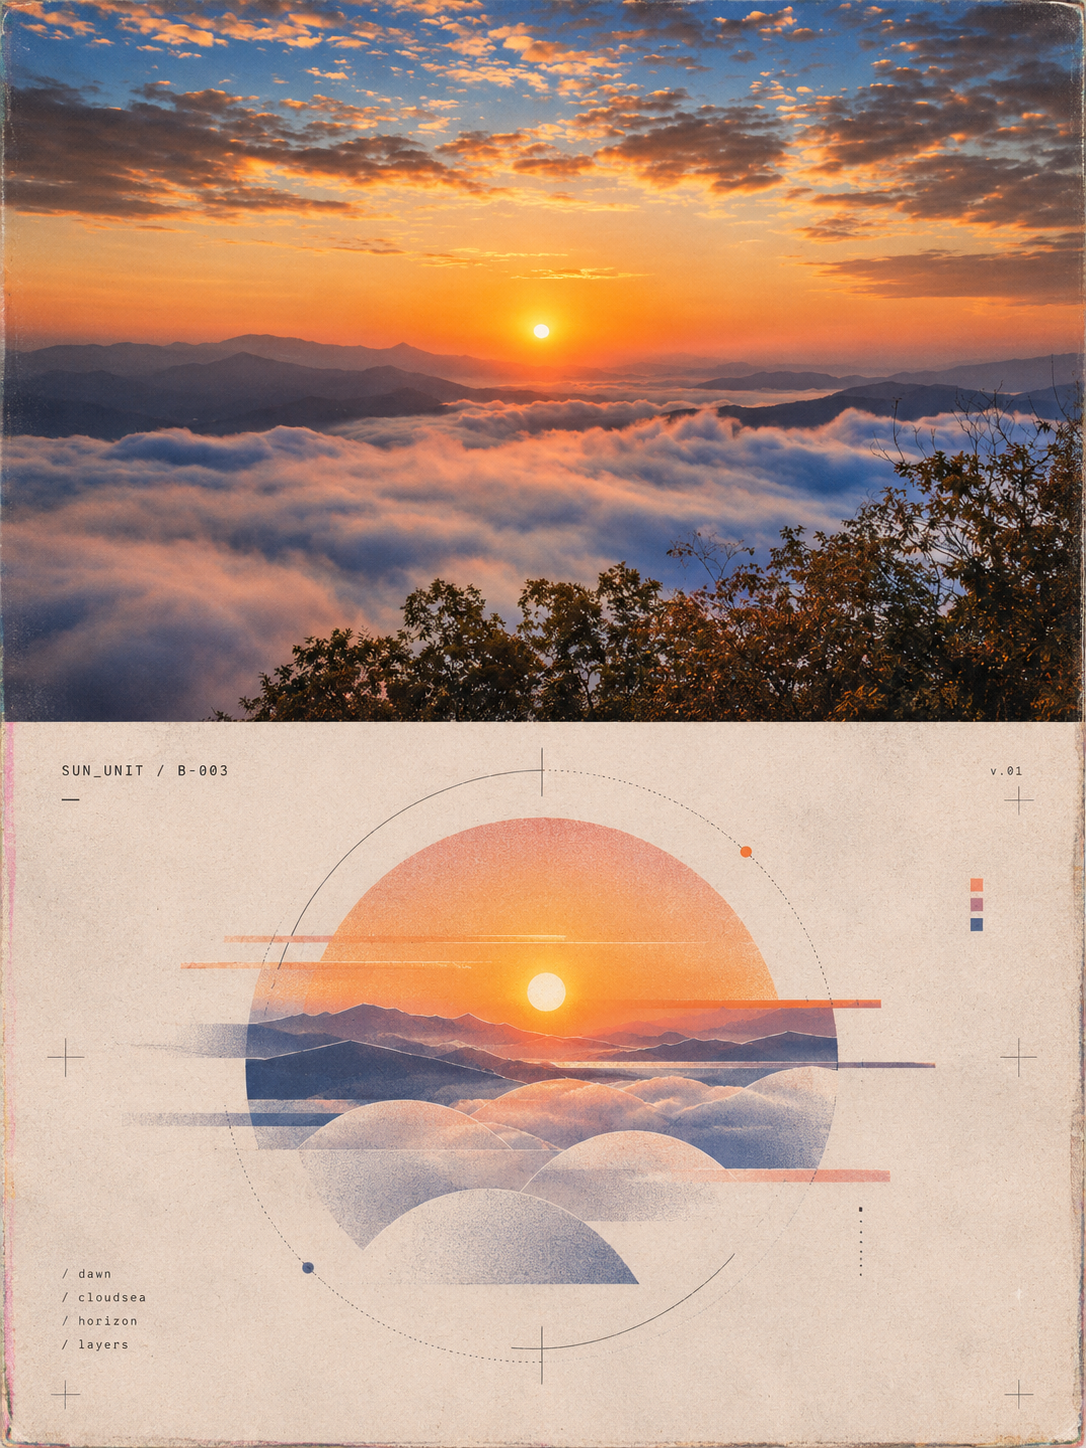 SUN_UNIT / B-003
v.01
/ dawn
/ cloudsea
/ horizon
/ layers